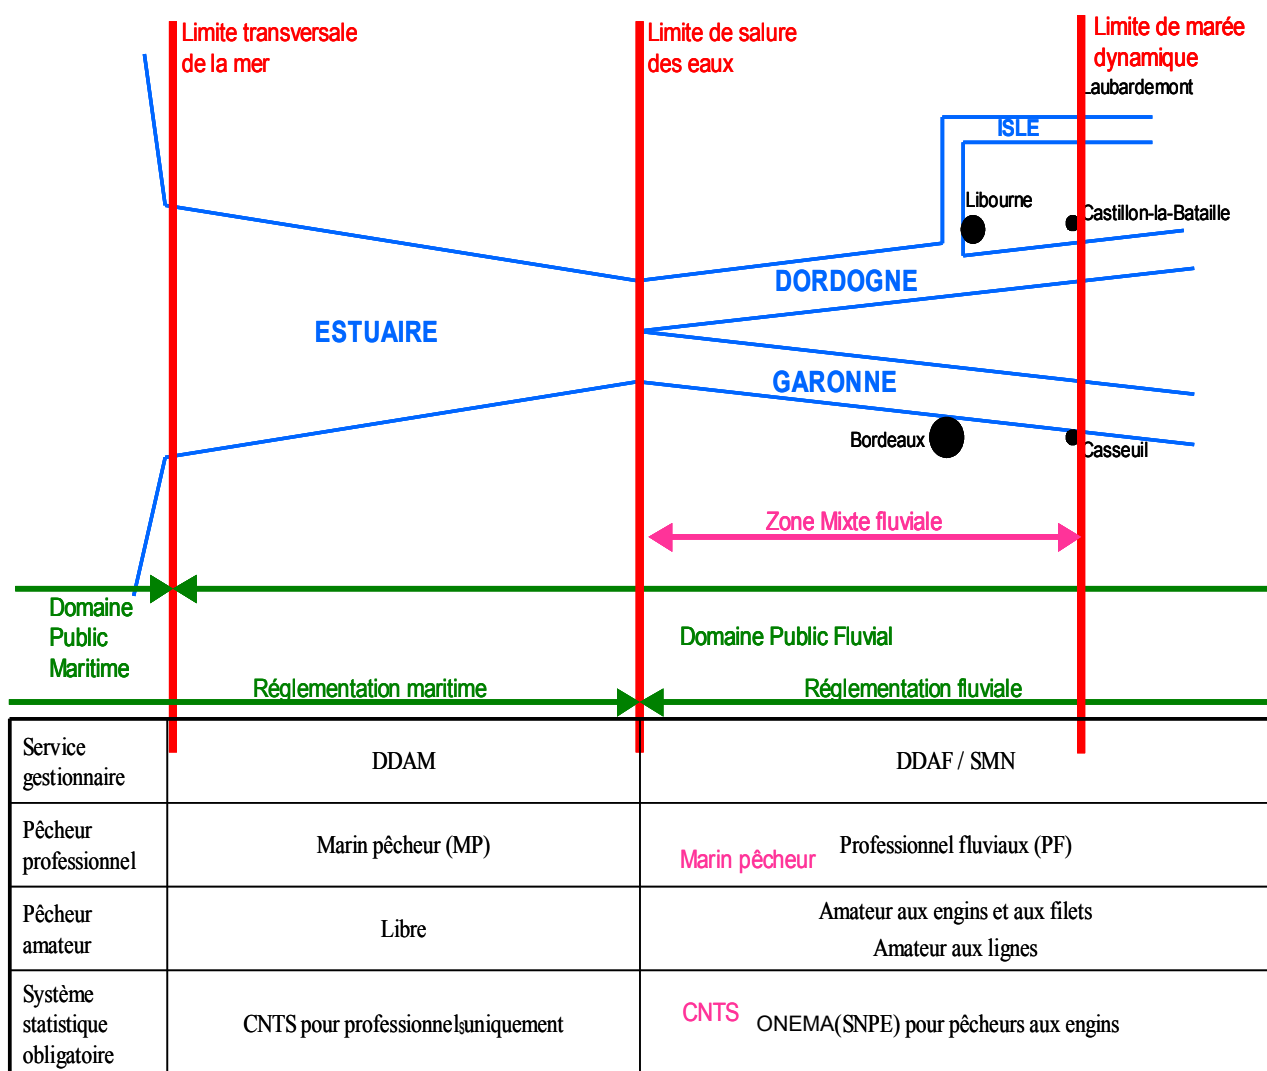 Limite transversale
de la mer
Limite de salure
des eaux
Limite de marée
dynamique
Laubardemont
ISLE
Libourne
Castillon-la-Bataille
DORDOGNE
ESTUAIRE
GARONNE
Bordeaux
Casseuil
Zone Mixte fluviale
Domaine
Public
Maritime
Domaine Public Fluvial
Réglementation maritime
Réglementation fluviale
Service
gestionnaire
DDAM
DDAF / SMN
Pêcheur
professionnel
Marin pêcheur (MP)
Marin pêcheur
Professionnel fluviaux (PF)
Pêcheur
amateur
Libre
Amateur aux engins et aux filets
Amateur aux lignes
Système
statistique
obligatoire
CNTS pour professionnels uniquement
CNTS
ONEMA(SNPE) pour pêcheurs aux engins